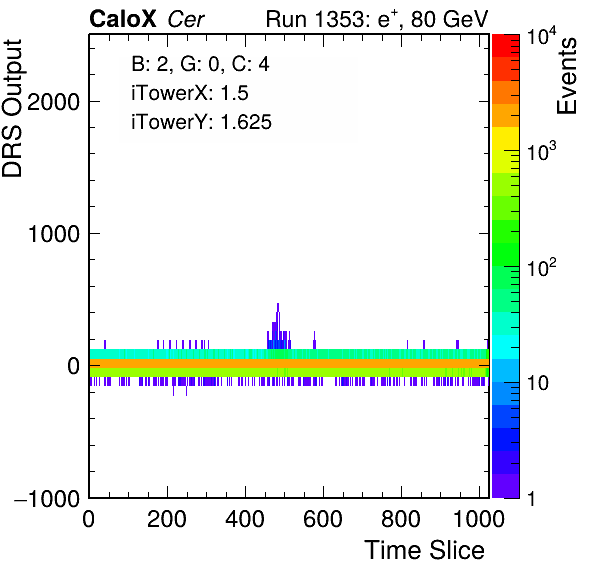 CaloX Cer Run 1353: e⁺, 80 GeV
B: 2, G: 0, C: 4
iTowerX: 1.5
iTowerY: 1.625
DRS Output
2000
1000
0
−1000
0 200 400 600 800 1000
Time Slice
Events
10⁴
10³
10²
10
1